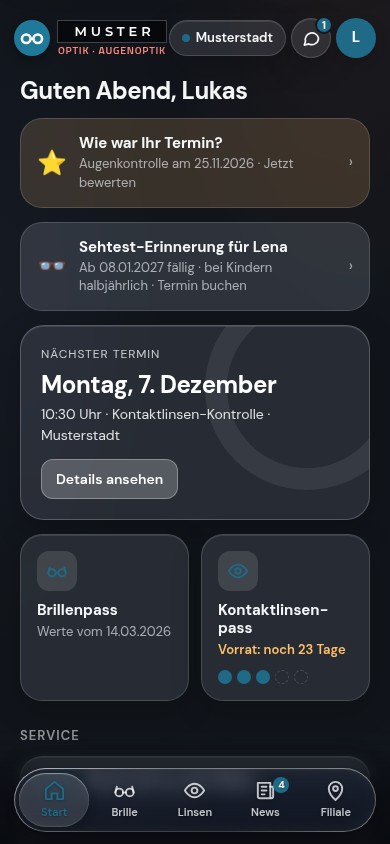 MUSTER
OPTIK · AUGENOPTIK
Musterstadt
1
L
Guten Abend, Lukas
Wie war Ihr Termin?
Augenkontrolle am 25.11.2026 · Jetzt
bewerten
Sehtest-Erinnerung für Lena
Ab 08.01.2027 fällig · bei Kindern
halbjährlich · Termin buchen
NÄCHSTER TERMIN
Montag, 7. Dezember
10:30 Uhr · Kontaktlinsen-Kontrolle ·
Musterstadt
Details ansehen
Brillenpass
Werte vom 14.03.2026
Kontaktlinsen-
pass
Vorrat: noch 23 Tage
SERVICE
Start
Brille
Linsen
4
News
Filiale